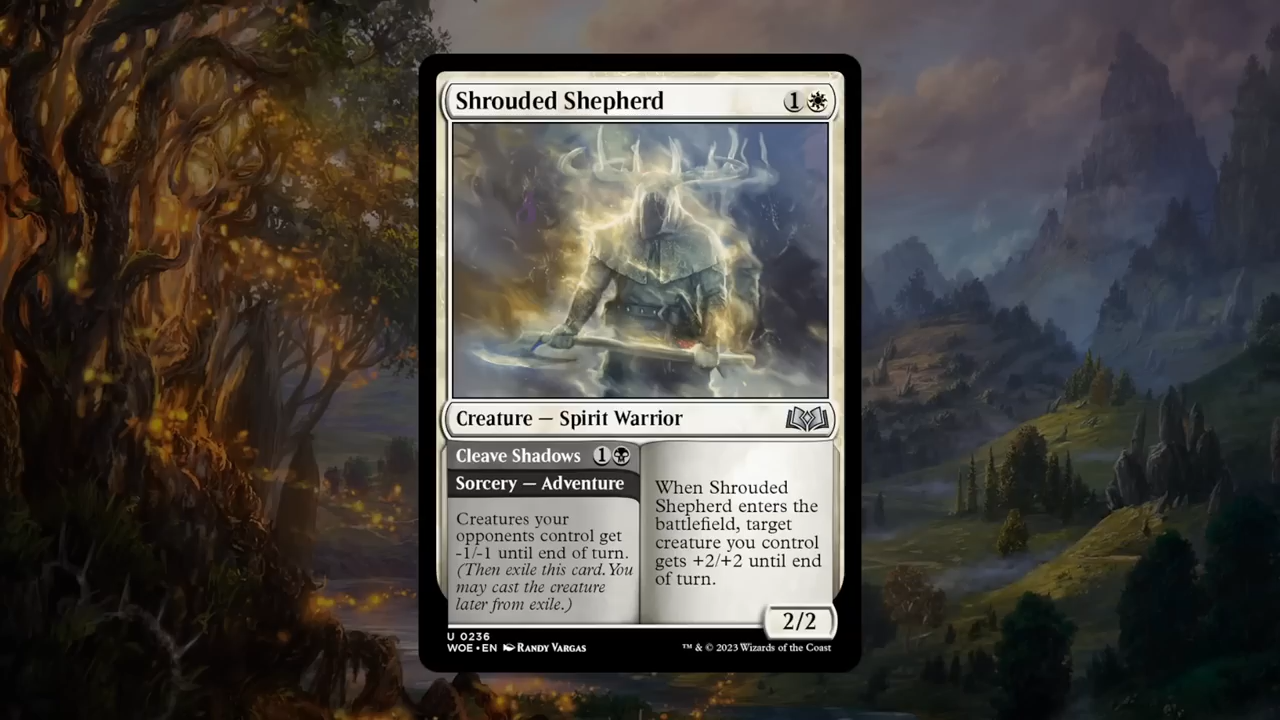 Shrouded Shepherd 1
Creature — Spirit Warrior
Cleave Shadows 1
Sorcery — Adventure
Creatures your
opponents control get
-1/-1 until end of turn.
(Then exile this card. You
may cast the creature
later from exile.)
When Shrouded
Shepherd enters the
battlefield, target
creature you control
gets +2/+2 until end
of turn.
2/2
U 0236
WOE • EN Randy Vargas
™ & © 2023 Wizards of the Coast